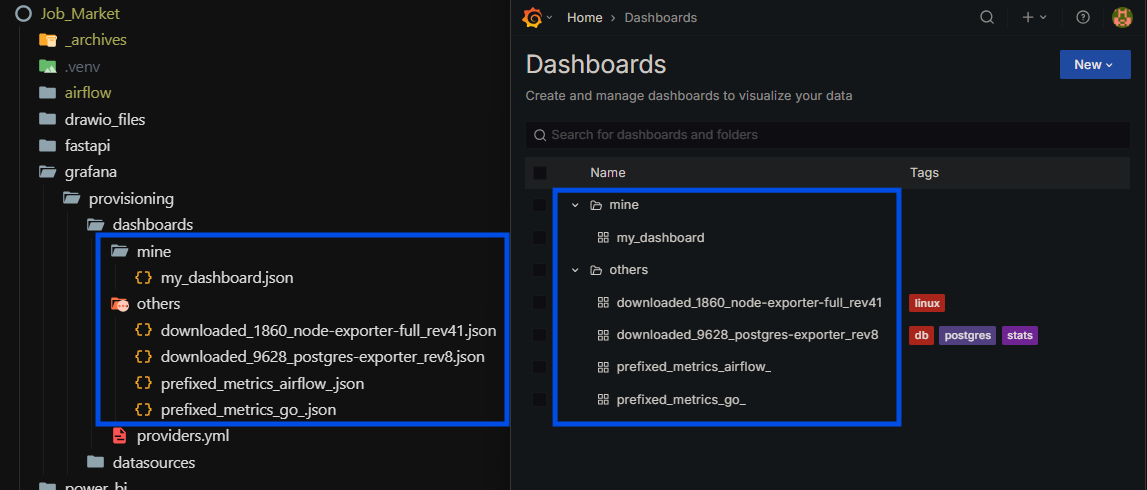 Job_Market
_archives
.venv
airflow
drawio_files
fastapi
grafana
provisioning
dashboards
mine
my_dashboard.json
others
downloaded_1860_node-exporter-full_rev41.json
downloaded_9628_postgres-exporter_rev8.json
prefixed_metrics_airflow_.json
prefixed_metrics_go_.json
providers.yml
datasources
power_bi
Home › Dashboards
Dashboards
New
Create and manage dashboards to visualize your data
Search for dashboards and folders
Name Tags
mine
my_dashboard
others
downloaded_1860_node-exporter-full_rev41 linux
downloaded_9628_postgres-exporter_rev8 db postgres stats
prefixed_metrics_airflow_
prefixed_metrics_go_